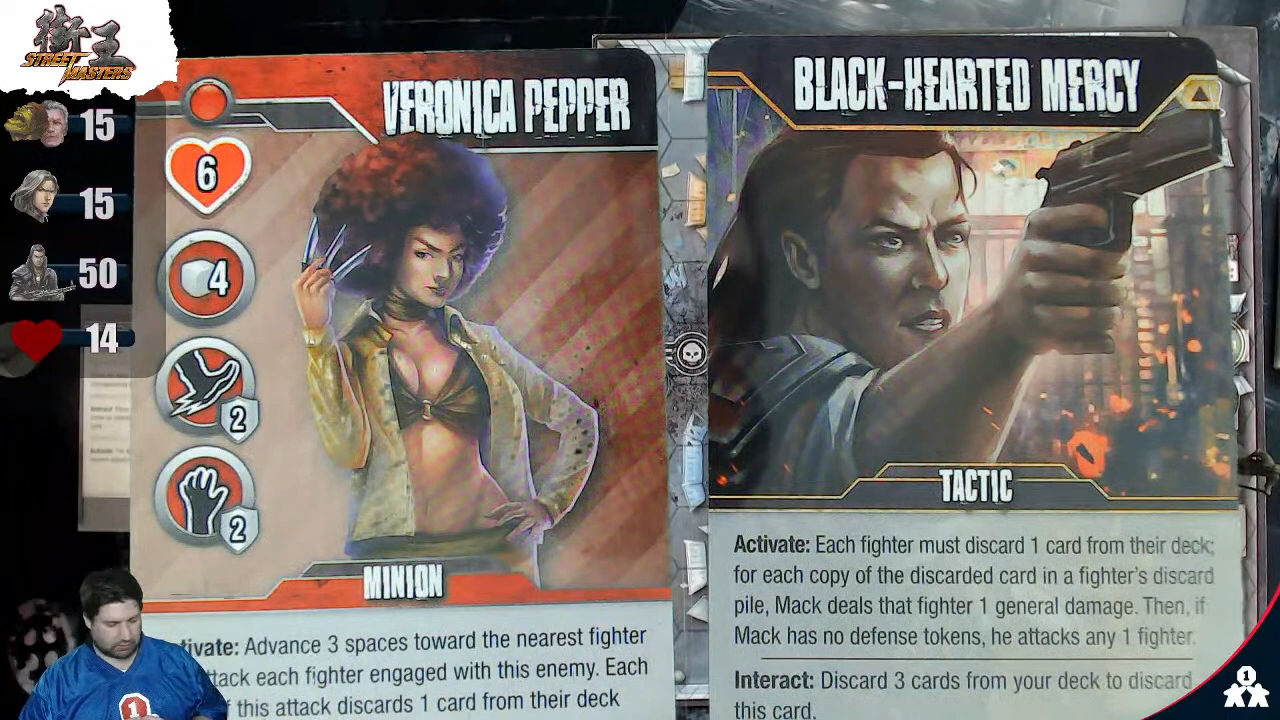 街王
STREET
MASTERS
15
15
50
14
VERONICA PEPPER
6
4
2
2
MINION
tivate: Advance 3 spaces toward the nearest fighter
ttack each fighter engaged with this enemy. Each
f this attack discards 1 card from their deck
BLACK-HEARTED MERCY
TACTIC
Activate: Each fighter must discard 1 card from their deck;
for each copy of the discarded card in a fighter's discard
pile, Mack deals that fighter 1 general damage. Then, if
Mack has no defense tokens, he attacks any 1 fighter.
Interact: Discard 3 cards from your deck to discard
this card.
1
1